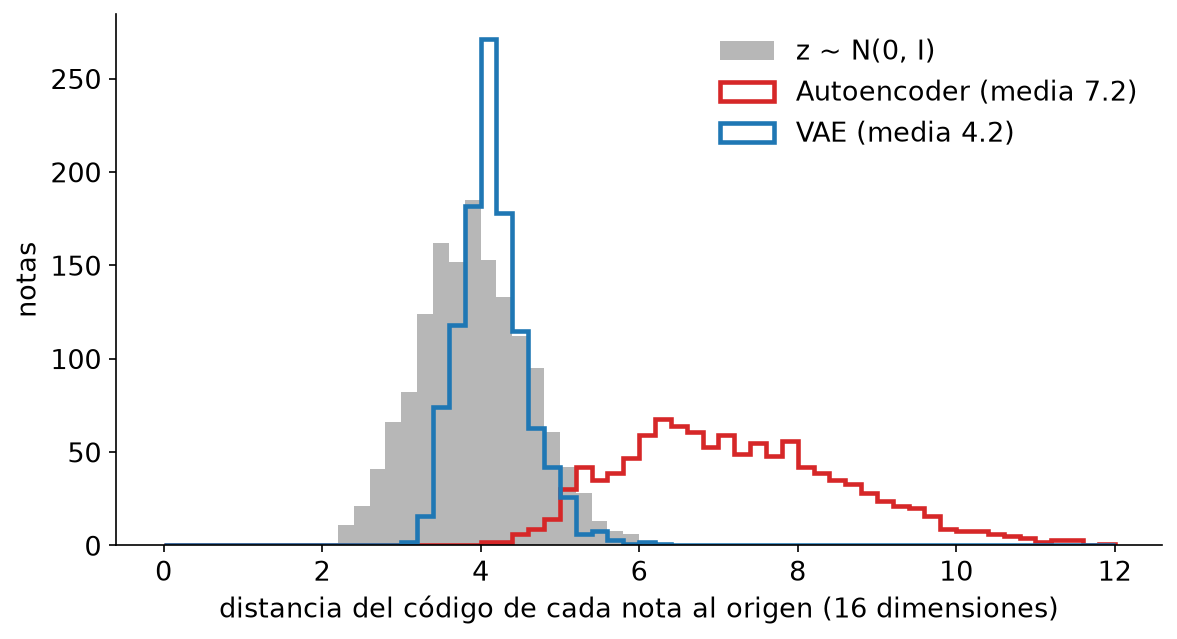 z ~ N(0, I)
Autoencoder (media 7.2)
VAE (media 4.2)
notas
250
200
150
100
50
0
0 2 4 6 8 10 12
distancia del código de cada nota al origen (16 dimensiones)